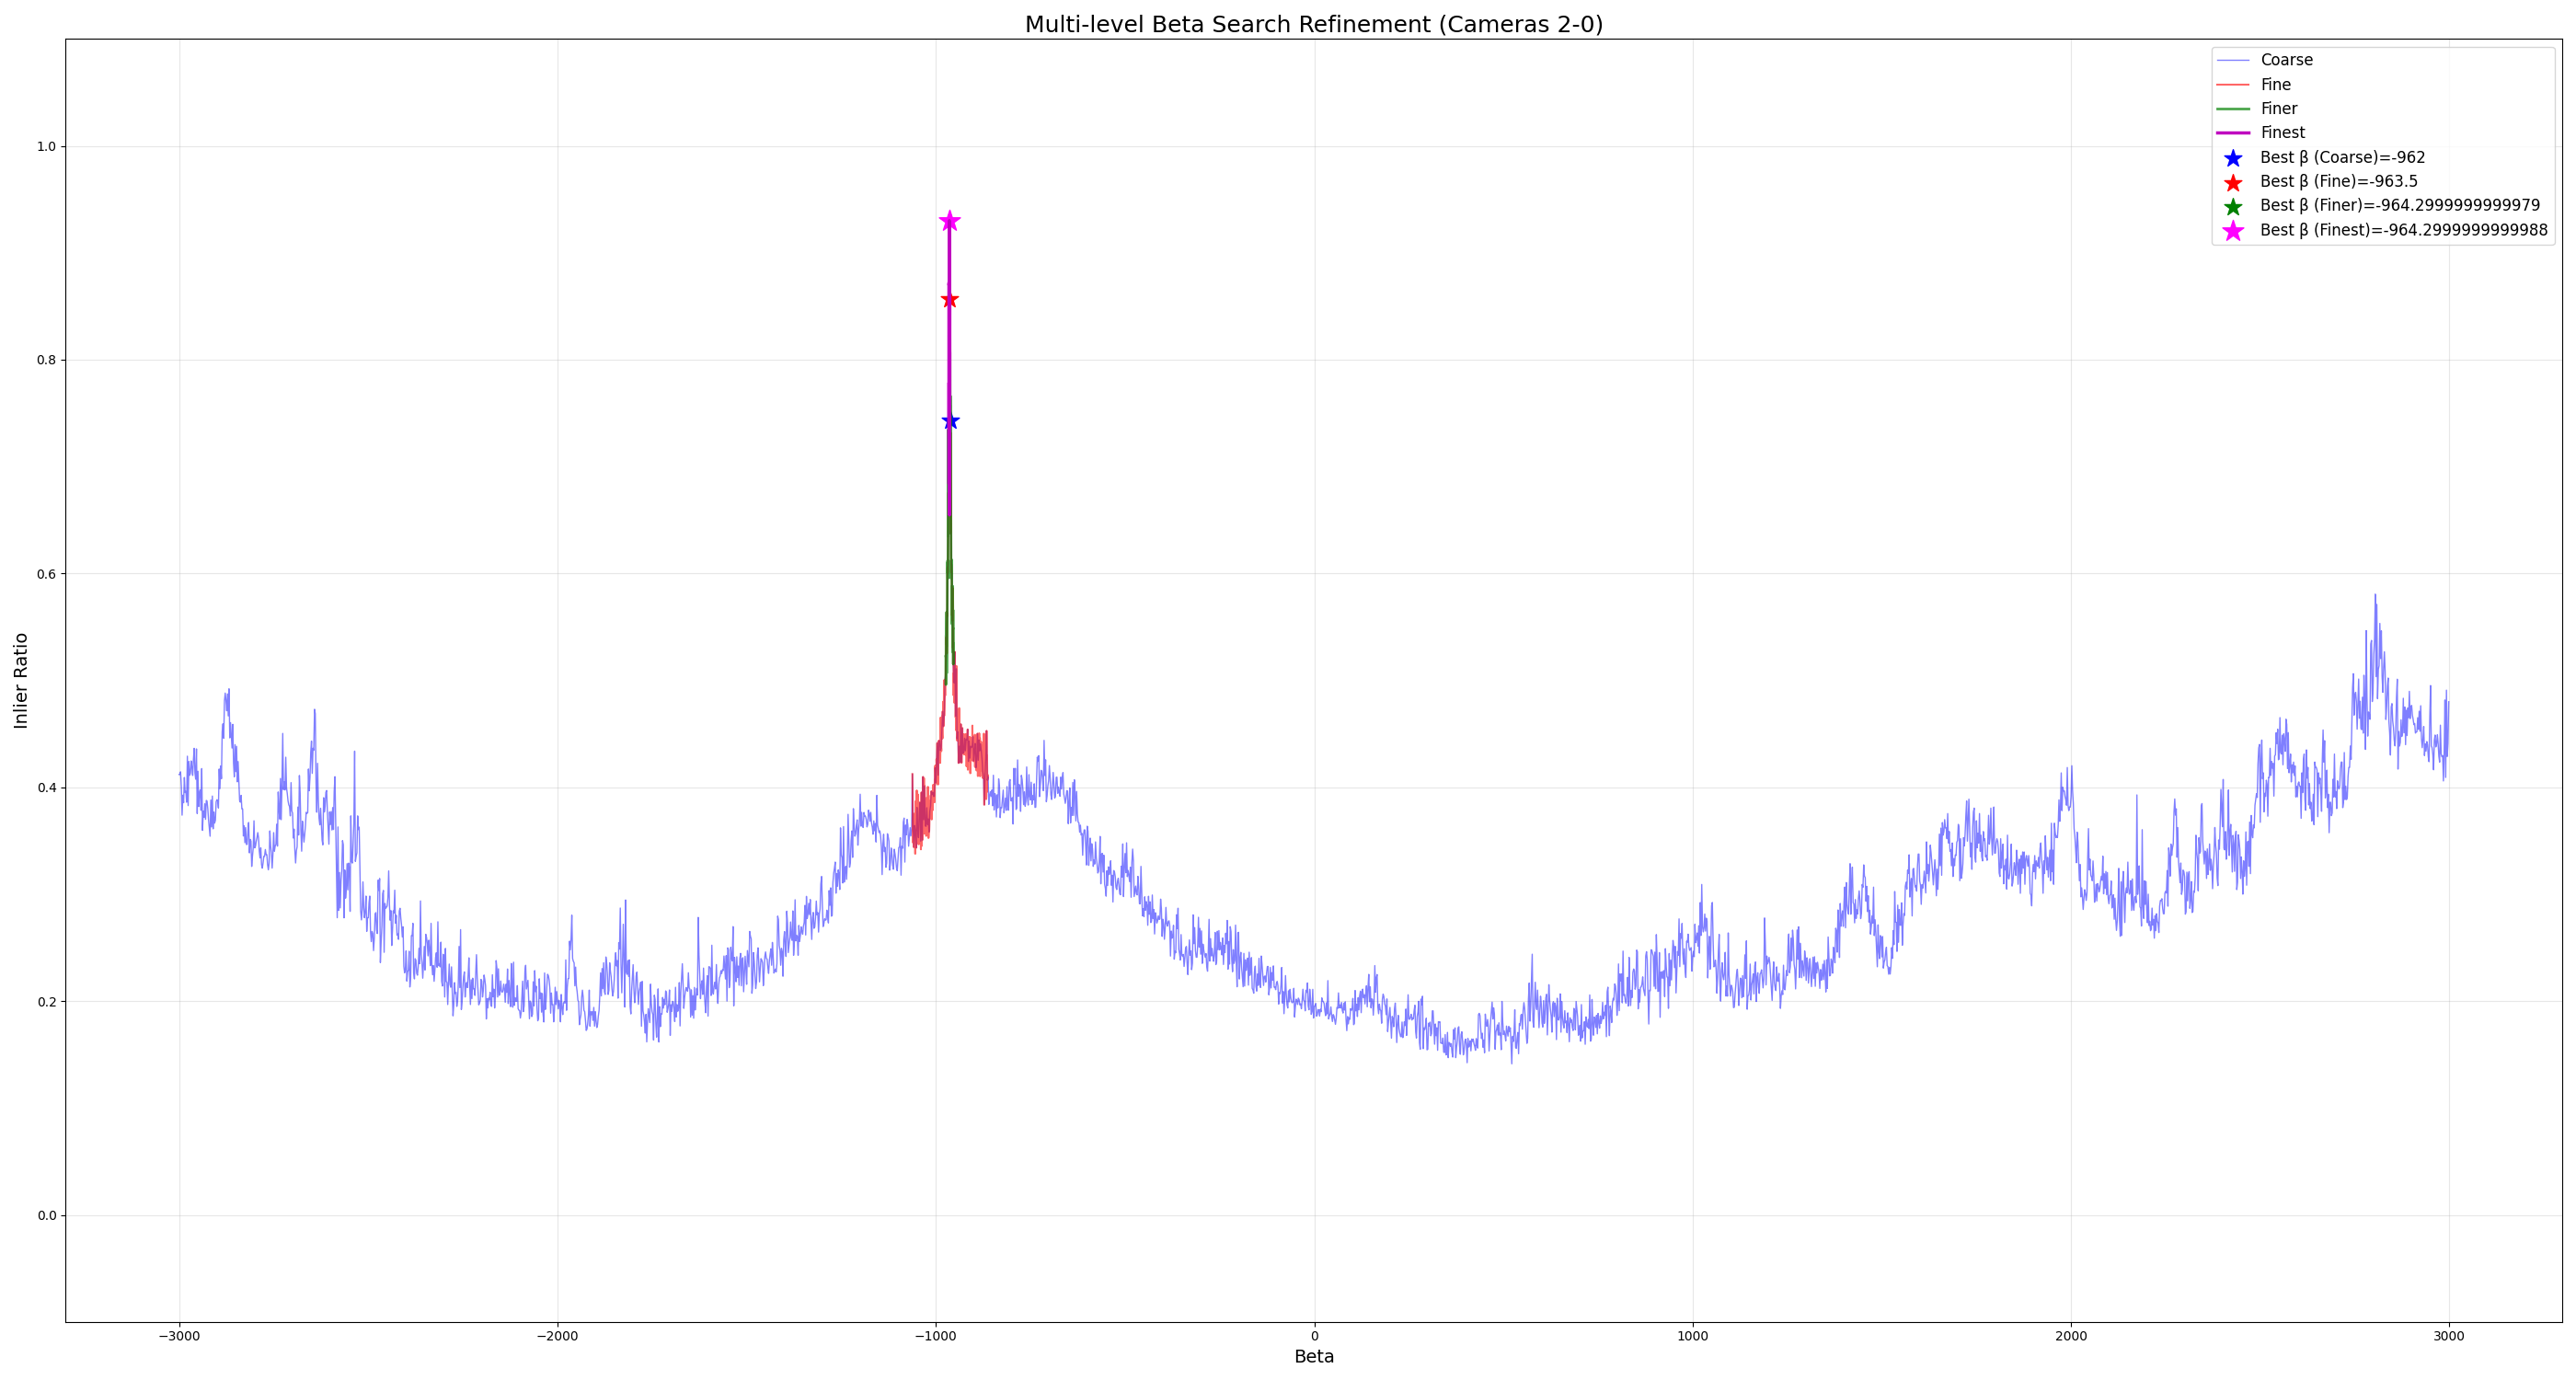 Multi-level Beta Search Refinement (Cameras 2-0)
Coarse
Fine
Finer
Finest
Best β (Coarse)=-962
Best β (Fine)=-963.5
Best β (Finer)=-964.2999999999979
Best β (Finest)=-964.2999999999988
Inlier Ratio
1.0
0.8
0.6
0.4
0.2
0.0
−3000 −2000 −1000 0 1000 2000 3000
Beta